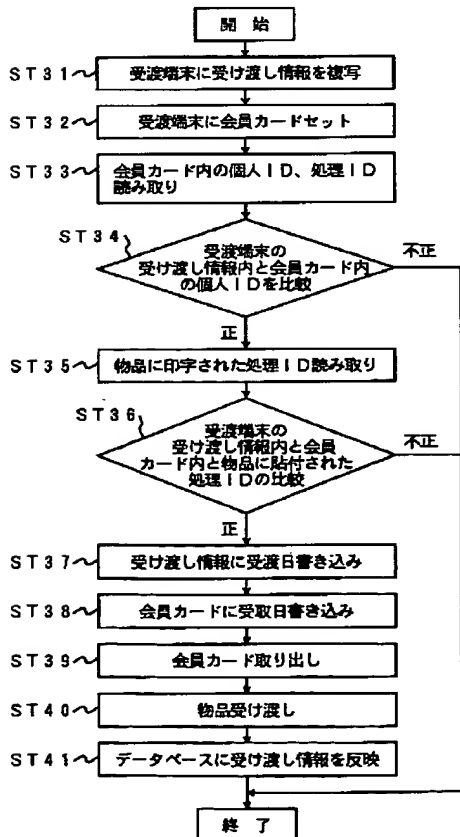 開 始
ST31
受渡端末に受け渡し情報を複写
ST32
受渡端末に会員カードセット
ST33
会員カード内の個人ID、処理ID
読み取り
ST34
受渡端末の
受け渡し情報内と会員カード内
の個人IDを比較
不正
正
ST35
物品に印字された処理ID読み取り
ST36
受渡端末の
受け渡し情報内と会員
カード内と物品に貼付された
処理IDの比較
不正
正
ST37
受け渡し情報に受渡日書き込み
ST38
会員カードに受取日書き込み
ST39
会員カード取り出し
ST40
物品受け渡し
ST41
データベースに受け渡し情報を反映
終 了